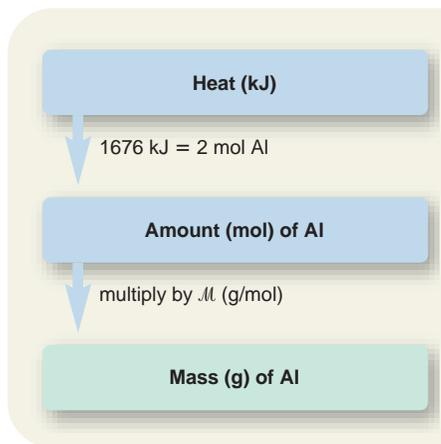 Heat (kJ)
1676 kJ = 2 mol Al
Amount (mol) of Al
multiply by ℳ (g/mol)
Mass (g) of Al